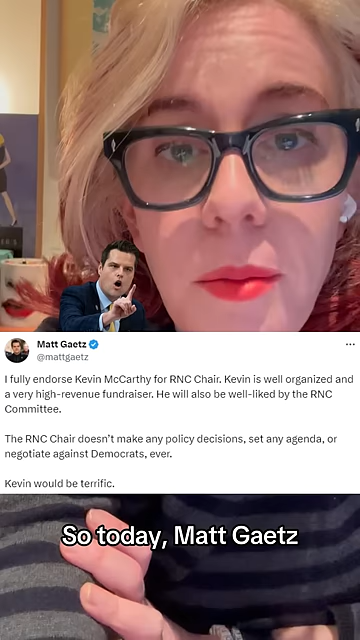 Matt Gaetz
@mattgaetz
I fully endorse Kevin McCarthy for RNC Chair. Kevin is well organized and
a very high-revenue fundraiser. He will also be well-liked by the RNC
Committee.
The RNC Chair doesn't make any policy decisions, set any agenda, or
negotiate against Democrats, ever.
Kevin would be terrific.
So today, Matt Gaetz